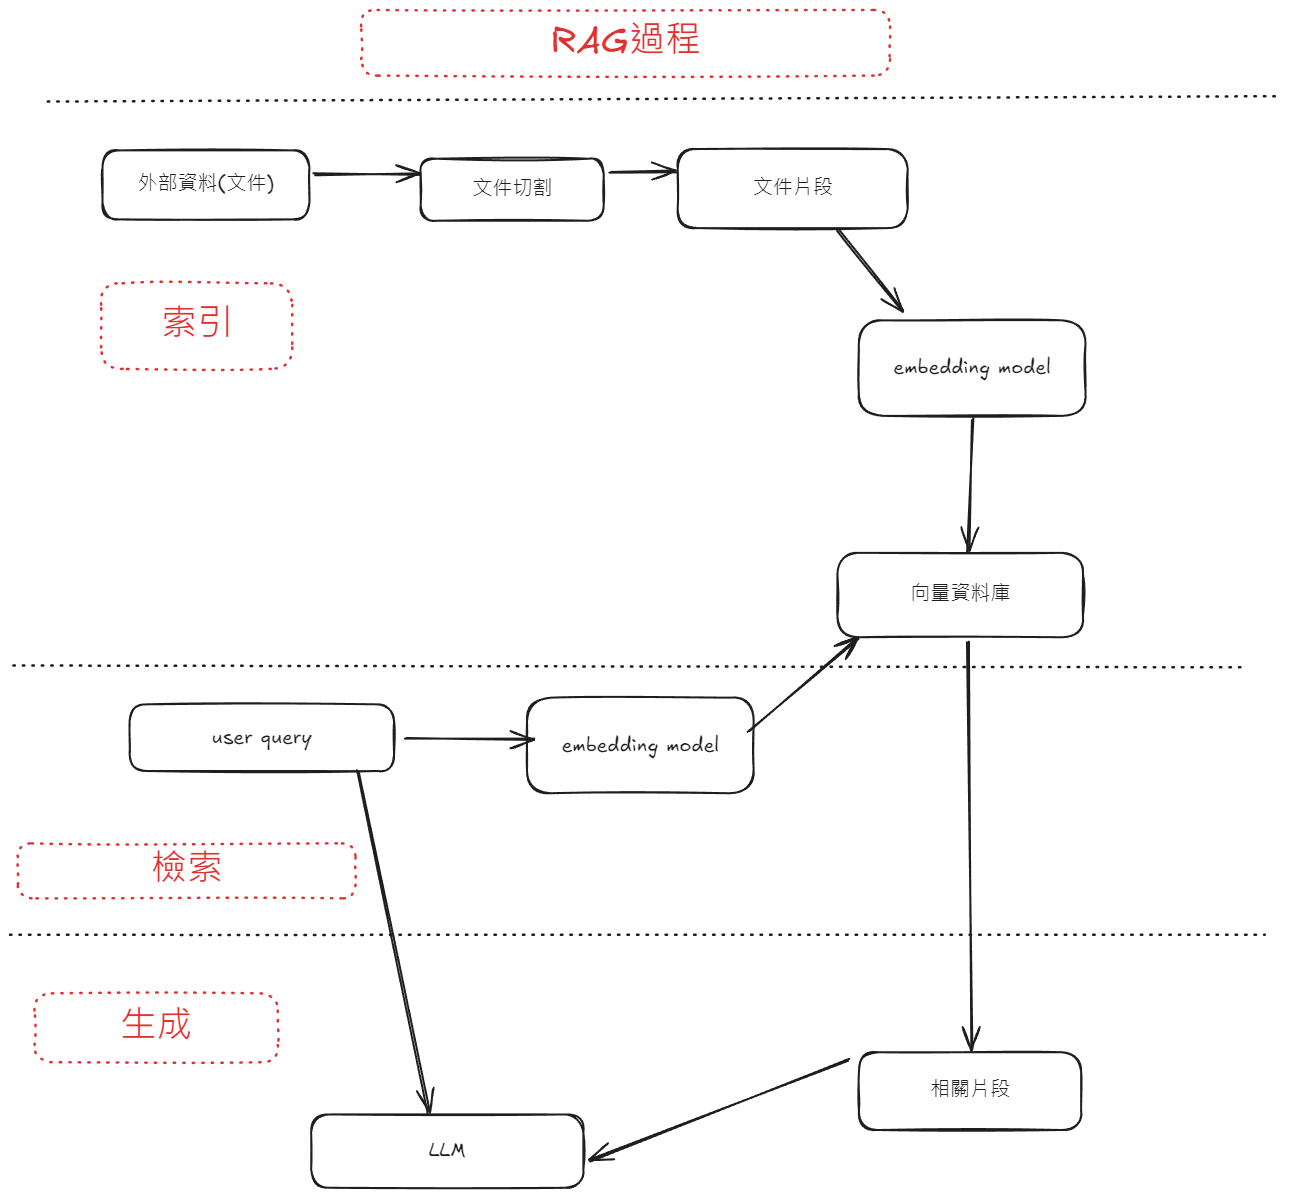 RAG過程
外部資料(文件)
文件切割
文件片段
索引
embedding model
向量資料庫
user query
embedding model
檢索
生成
相關片段
LLM